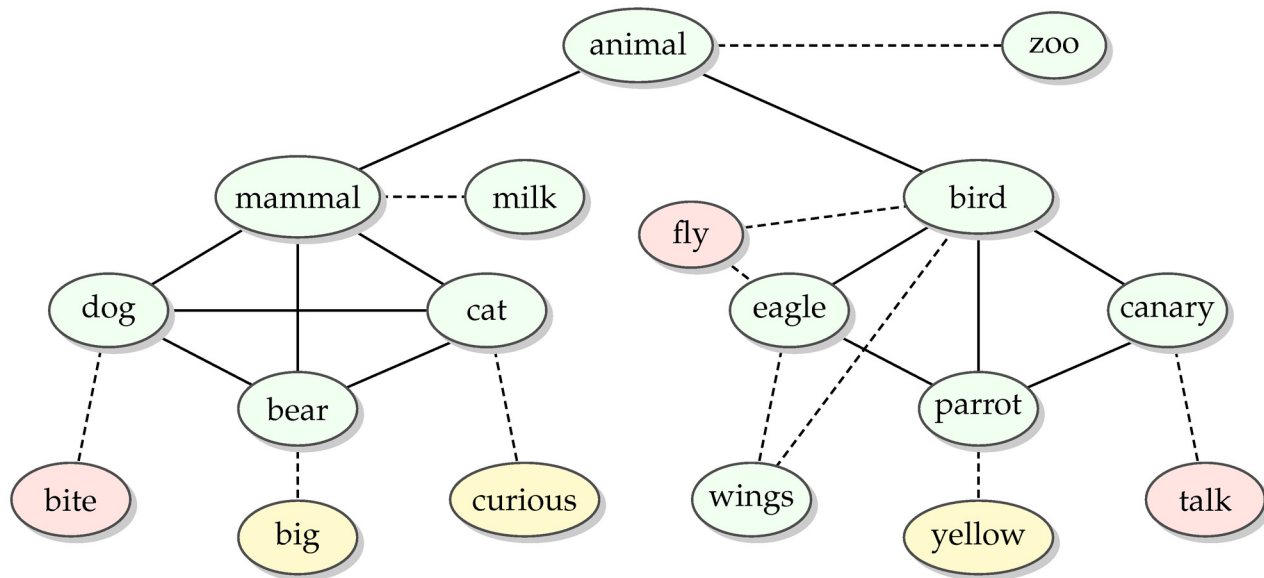 animal
zoo
mammal
milk
bird
fly
dog
cat
eagle
canary
bear
parrot
bite
big
curious
wings
yellow
talk